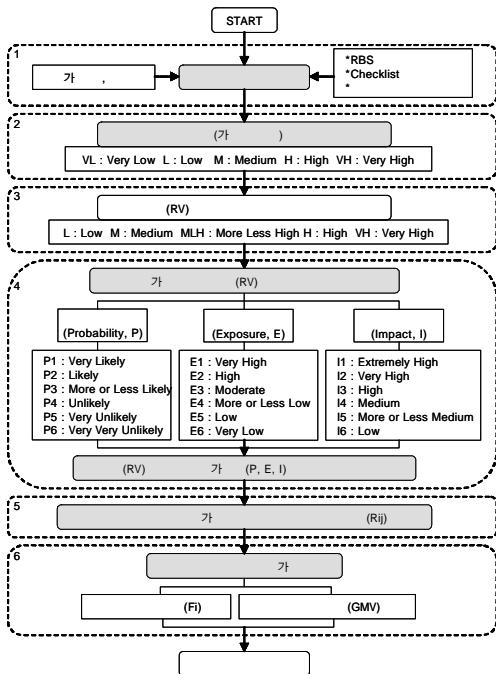 START
1
가 ,
*RBS
*Checklist
*
2
(가 )
VL : Very Low L : Low M : Medium H : High VH : Very High
3
(RV)
L : Low M : Medium MLH : More Less High H : High VH : Very High
4
가 (RV)
(Probability, P)
P1 : Very Likely
P2 : Likely
P3 : More or Less Likely
P4 : Unlikely
P5 : Very Unlikely
P6 : Very Very Unlikely
(Exposure, E)
E1 : Very High
E2 : High
E3 : Moderate
E4 : More or Less Low
E5 : Low
E6 : Very Low
(Impact, I)
I1 : Extremely High
I2 : Very High
I3 : High
I4 : Medium
I5 : More or Less Medium
I6 : Low
(RV) 가 (P, E, I)
5
가 (Rij)
6
가
(Fi)
(GMV)